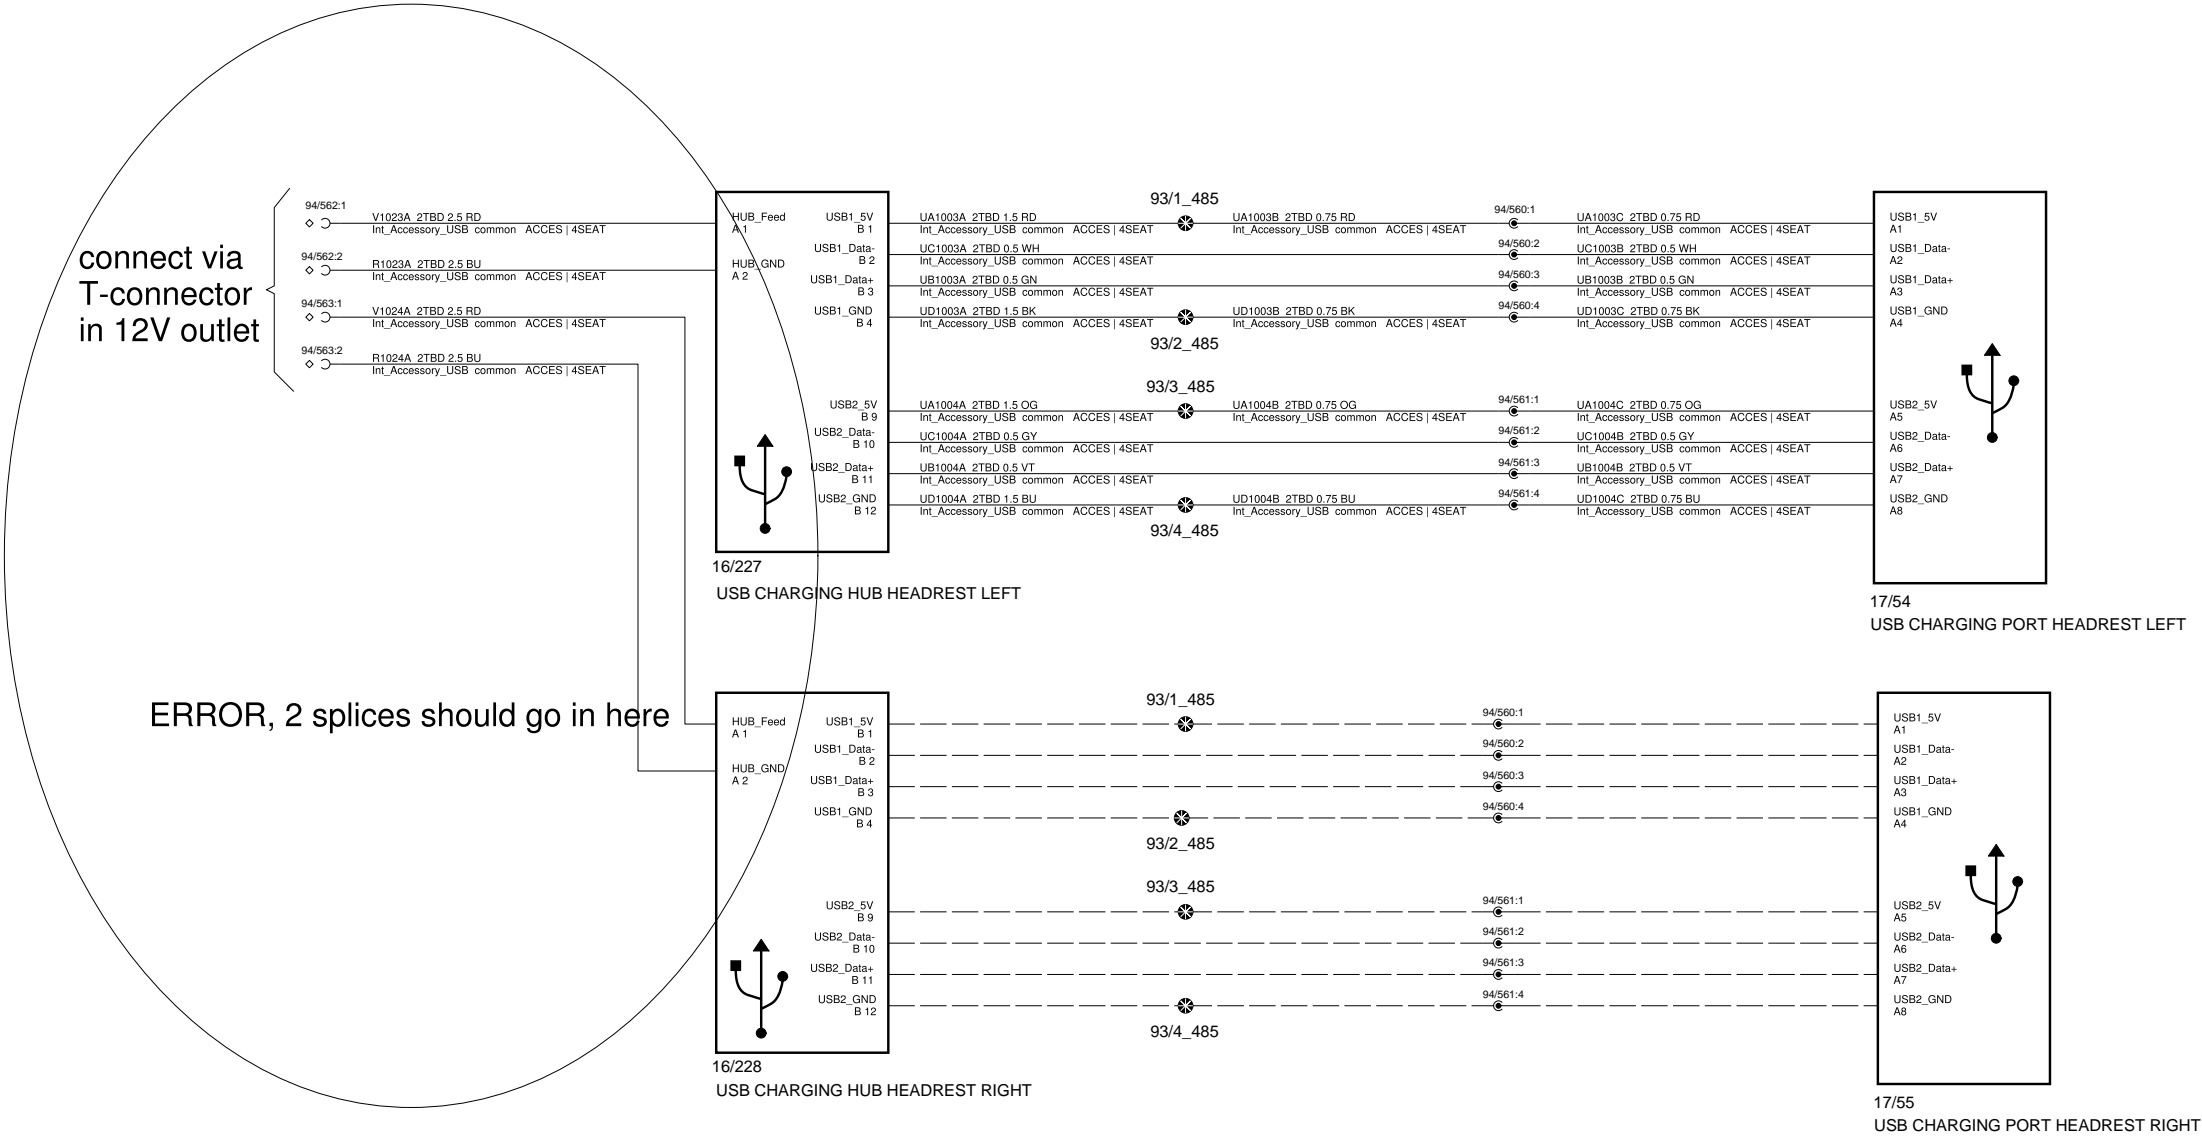 connect via
T-connector
in 12V outlet
94/562:1
V1023A 2TBD 2.5 RD
Int_Accessory_USB common ACCES | 4SEAT
94/562:2
R1023A 2TBD 2.5 BU
Int_Accessory_USB common ACCES | 4SEAT
94/563:1
V1024A 2TBD 2.5 RD
Int_Accessory_USB common ACCES | 4SEAT
94/563:2
R1024A 2TBD 2.5 BU
Int_Accessory_USB common ACCES | 4SEAT
ERROR, 2 splices should go in here
HUB_Feed
A 1
HUB_GND
A 2
USB1_5V
B 1
USB1_Data-
B 2
USB1_Data+
B 3
USB1_GND
B 4
USB2_5V
B 9
USB2_Data-
B 10
USB2_Data+
B 11
USB2_GND
B 12
16/227
USB CHARGING HUB HEADREST LEFT
93/1_485
UA1003A 2TBD 1.5 RD
Int_Accessory_USB common ACCES | 4SEAT
UA1003B 2TBD 0.75 RD
Int_Accessory_USB common ACCES | 4SEAT
94/560:1
UA1003C 2TBD 0.75 RD
Int_Accessory_USB common ACCES | 4SEAT
UC1003A 2TBD 0.5 WH
Int_Accessory_USB common ACCES | 4SEAT
94/560:2
UC1003B 2TBD 0.5 WH
Int_Accessory_USB common ACCES | 4SEAT
UB1003A 2TBD 0.5 GN
Int_Accessory_USB common ACCES | 4SEAT
94/560:3
UB1003B 2TBD 0.5 GN
Int_Accessory_USB common ACCES | 4SEAT
UD1003A 2TBD 1.5 BK
Int_Accessory_USB common ACCES | 4SEAT
UD1003B 2TBD 0.75 BK
Int_Accessory_USB common ACCES | 4SEAT
94/560:4
UD1003C 2TBD 0.75 BK
Int_Accessory_USB common ACCES | 4SEAT
93/2_485
93/3_485
UA1004A 2TBD 1.5 OG
Int_Accessory_USB common ACCES | 4SEAT
UA1004B 2TBD 0.75 OG
Int_Accessory_USB common ACCES | 4SEAT
94/561:1
UA1004C 2TBD 0.75 OG
Int_Accessory_USB common ACCES | 4SEAT
UC1004A 2TBD 0.5 GY
Int_Accessory_USB common ACCES | 4SEAT
94/561:2
UC1004B 2TBD 0.5 GY
Int_Accessory_USB common ACCES | 4SEAT
UB1004A 2TBD 0.5 VT
Int_Accessory_USB common ACCES | 4SEAT
94/561:3
UB1004B 2TBD 0.5 VT
Int_Accessory_USB common ACCES | 4SEAT
UD1004A 2TBD 1.5 BU
Int_Accessory_USB common ACCES | 4SEAT
UD1004B 2TBD 0.75 BU
Int_Accessory_USB common ACCES | 4SEAT
94/561:4
UD1004C 2TBD 0.75 BU
Int_Accessory_USB common ACCES | 4SEAT
93/4_485
USB1_5V
A1
USB1_Data-
A2
USB1_Data+
A3
USB1_GND
A4
USB2_5V
A5
USB2_Data-
A6
USB2_Data+
A7
USB2_GND
A8
17/54
USB CHARGING PORT HEADREST LEFT
HUB_Feed
A 1
HUB_GND
A 2
USB1_5V
B 1
USB1_Data-
B 2
USB1_Data+
B 3
USB1_GND
B 4
USB2_5V
B 9
USB2_Data-
B 10
USB2_Data+
B 11
USB2_GND
B 12
16/228
USB CHARGING HUB HEADREST RIGHT
93/1_485
94/560:1
94/560:2
94/560:3
94/560:4
93/2_485
93/3_485
94/561:1
94/561:2
94/561:3
94/561:4
93/4_485
USB1_5V
A1
USB1_Data-
A2
USB1_Data+
A3
USB1_GND
A4
USB2_5V
A5
USB2_Data-
A6
USB2_Data+
A7
USB2_GND
A8
17/55
USB CHARGING PORT HEADREST RIGHT